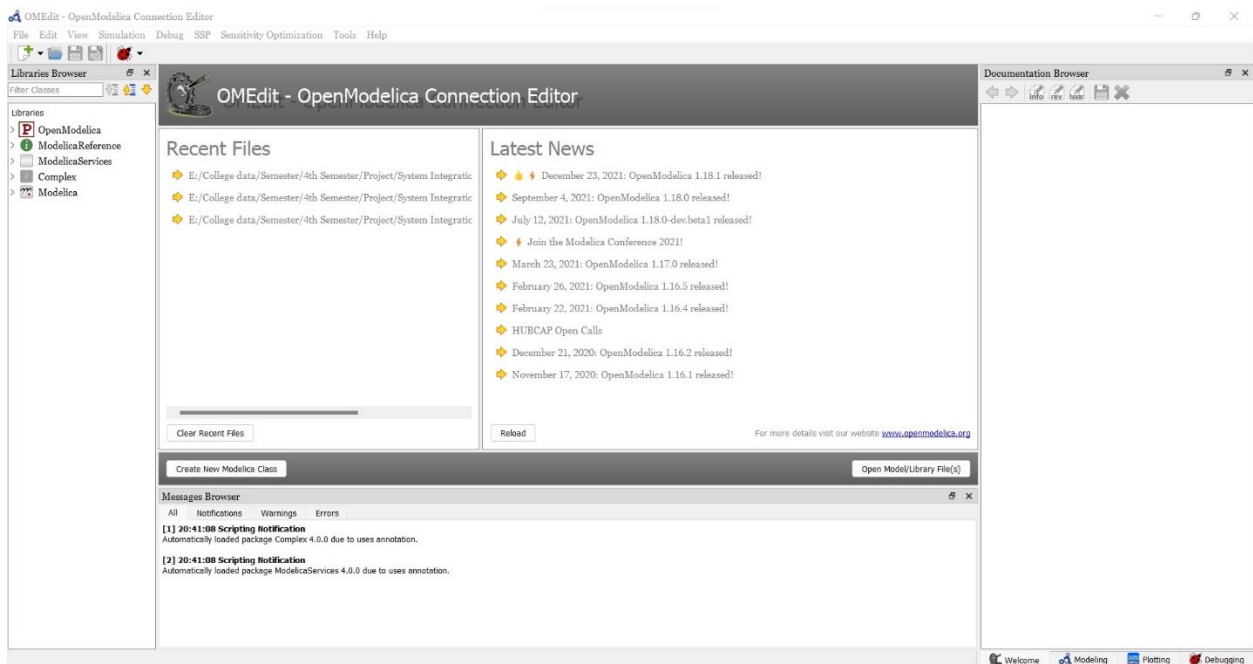 OMEdit - OpenModelica Connection Editor
File Edit View Simulation Debug SSP Sensitivity Optimization Tools Help
Libraries Browser
Filter Classes
Libraries
OpenModelica
ModelicaReference
ModelicaServices
Complex
Modelica
OMEdit - OpenModelica Connection Editor
Recent Files
E:/College data/Semester/4th Semester/Project/System Integratic
E:/College data/Semester/4th Semester/Project/System Integratic
E:/College data/Semester/4th Semester/Project/System Integratic
Clear Recent Files
Latest News
December 23, 2021: OpenModelica 1.18.1 released!
September 4, 2021: OpenModelica 1.18.0 released!
July 12, 2021: OpenModelica 1.18.0-dev.beta1 released!
Join the Modelica Conference 2021!
March 23, 2021: OpenModelica 1.17.0 released!
February 26, 2021: OpenModelica 1.16.5 released!
February 22, 2021: OpenModelica 1.16.4 released!
HUBCAP Open Calls
December 21, 2020: OpenModelica 1.16.2 released!
November 17, 2020: OpenModelica 1.16.1 released!
Reload
For more details visit our website www.openmodelica.org
Create New Modelica Class
Open Model/Library File(s)
Messages Browser
All Notifications Warnings Errors
[1] 20:41:08 Scripting Notification
Automatically loaded package Complex 4.0.0 due to uses annotation.
[2] 20:41:08 Scripting Notification
Automatically loaded package ModelicaServices 4.0.0 due to uses annotation.
Documentation Browser
info rev
Welcome Modeling Plotting Debugging